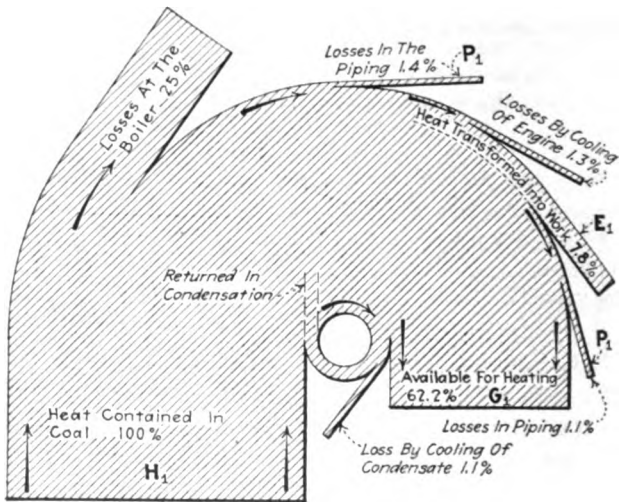 Losses At The
Boiler_25%
Losses In The
Piping 1.4%
P1
Losses By Cooling
Of Engine 1.3%
Heat Transformed Into Work 7.8%
E1
Returned In
Condensation
P1
Available For Heating
62.2% G1
Losses In Piping 1.1%
Heat Contained In
Coal...100%
H1
Loss By Cooling Of
Condensate 1.1%